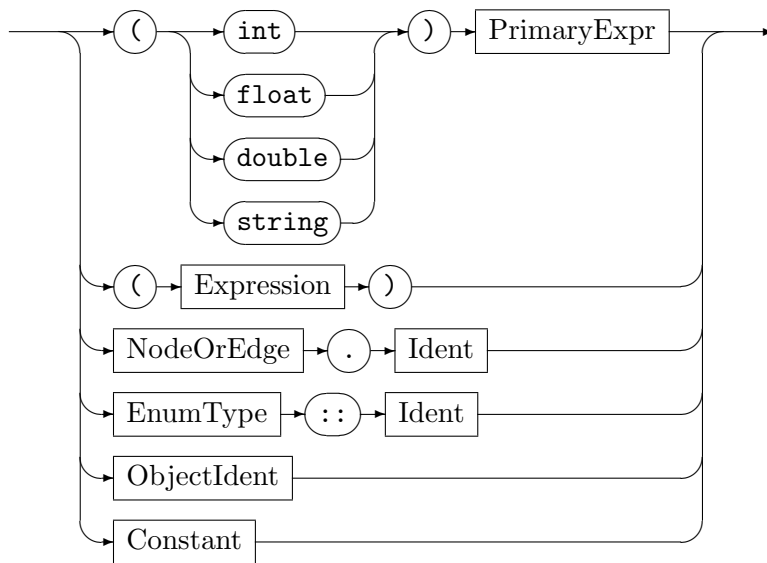 ( int ) PrimaryExpr
float
double
string
( Expression )
NodeOrEdge . Ident
EnumType :: Ident
ObjectIdent
Constant